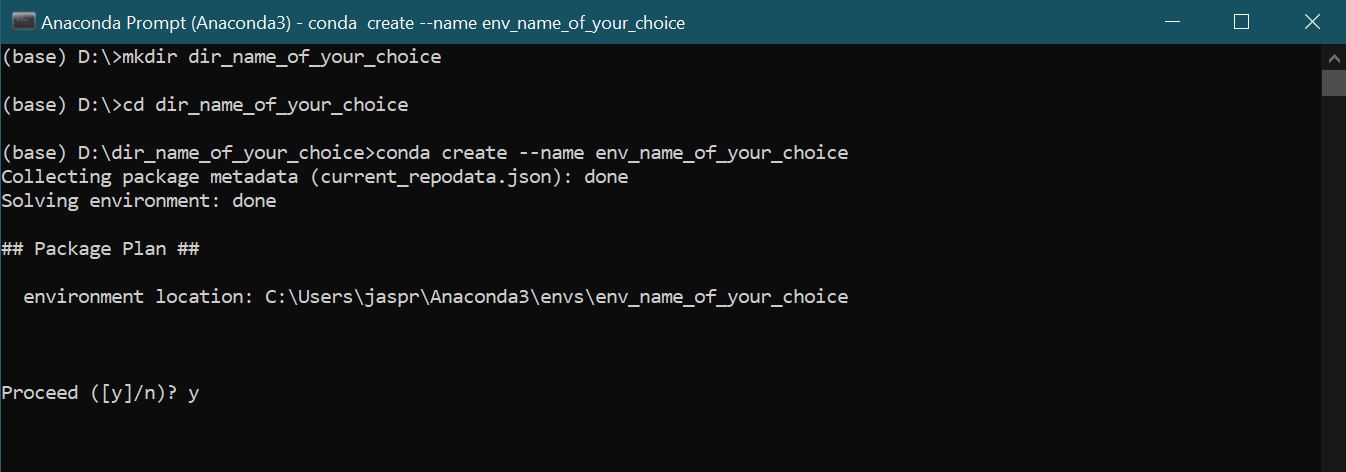 Anaconda Prompt (Anaconda3) - conda  create --name env_name_of_your_choice
(base) D:\>mkdir dir_name_of_your_choice
(base) D:\>cd dir_name_of_your_choice
(base) D:\dir_name_of_your_choice>conda create --name env_name_of_your_choice
Collecting package metadata (current_repodata.json): done
Solving environment: done
## Package Plan ##
  environment location: C:\Users\jaspr\Anaconda3\envs\env_name_of_your_choice
Proceed ([y]/n)? y